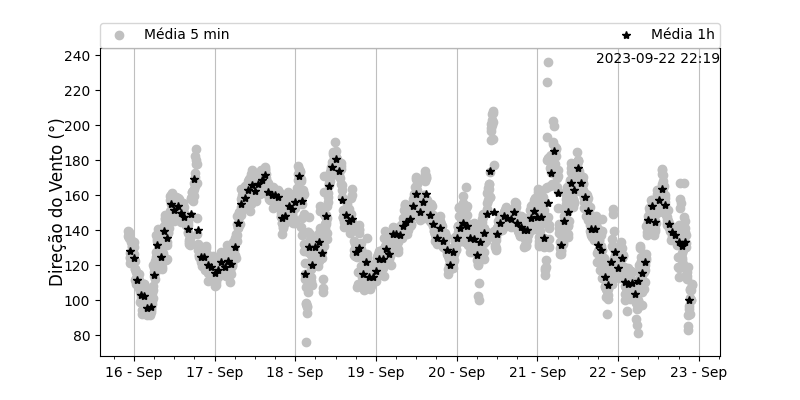 Média 5 min
Média 1h
2023-09-22 22:19
Direção do Vento (°)
240
220
200
180
160
140
120
100
80
16 - Sep
17 - Sep
18 - Sep
19 - Sep
20 - Sep
21 - Sep
22 - Sep
23 - Sep